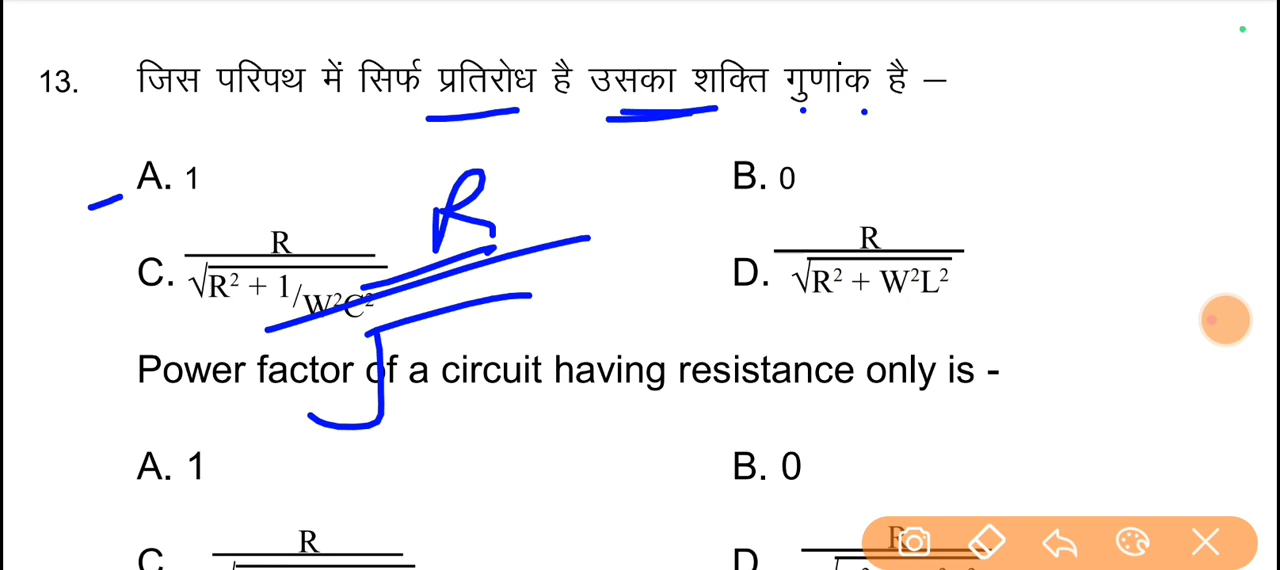 13. जिस परिपथ में सिर्फ प्रतिरोध है उसका शक्ति गुणांक है –
A. 1 B. 0
C. R / √R² + 1/W²C² D. R / √R² + W²L²
R
Power factor of a circuit having resistance only is -
A. 1 B. 0
C. R D. R